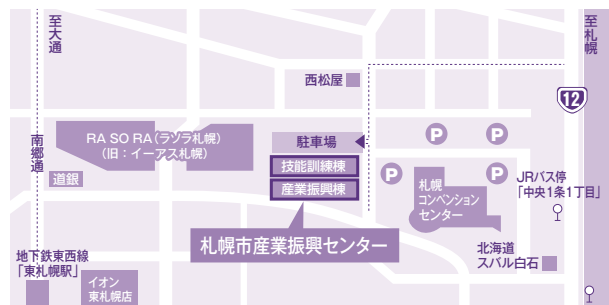 至大通
至札幌
西松屋
12
RA SO RA(ラソラ札幌)
(旧:イーアス札幌)
駐車場
P
P
南郷通
道銀
技能訓練棟
産業振興棟
P
P
札幌
コンベンション
センター
JRバス停
「中央1条1丁目」
札幌市産業振興センター
地下鉄東西線
「東札幌駅」
イオン
東札幌店
北海道
スバル白石